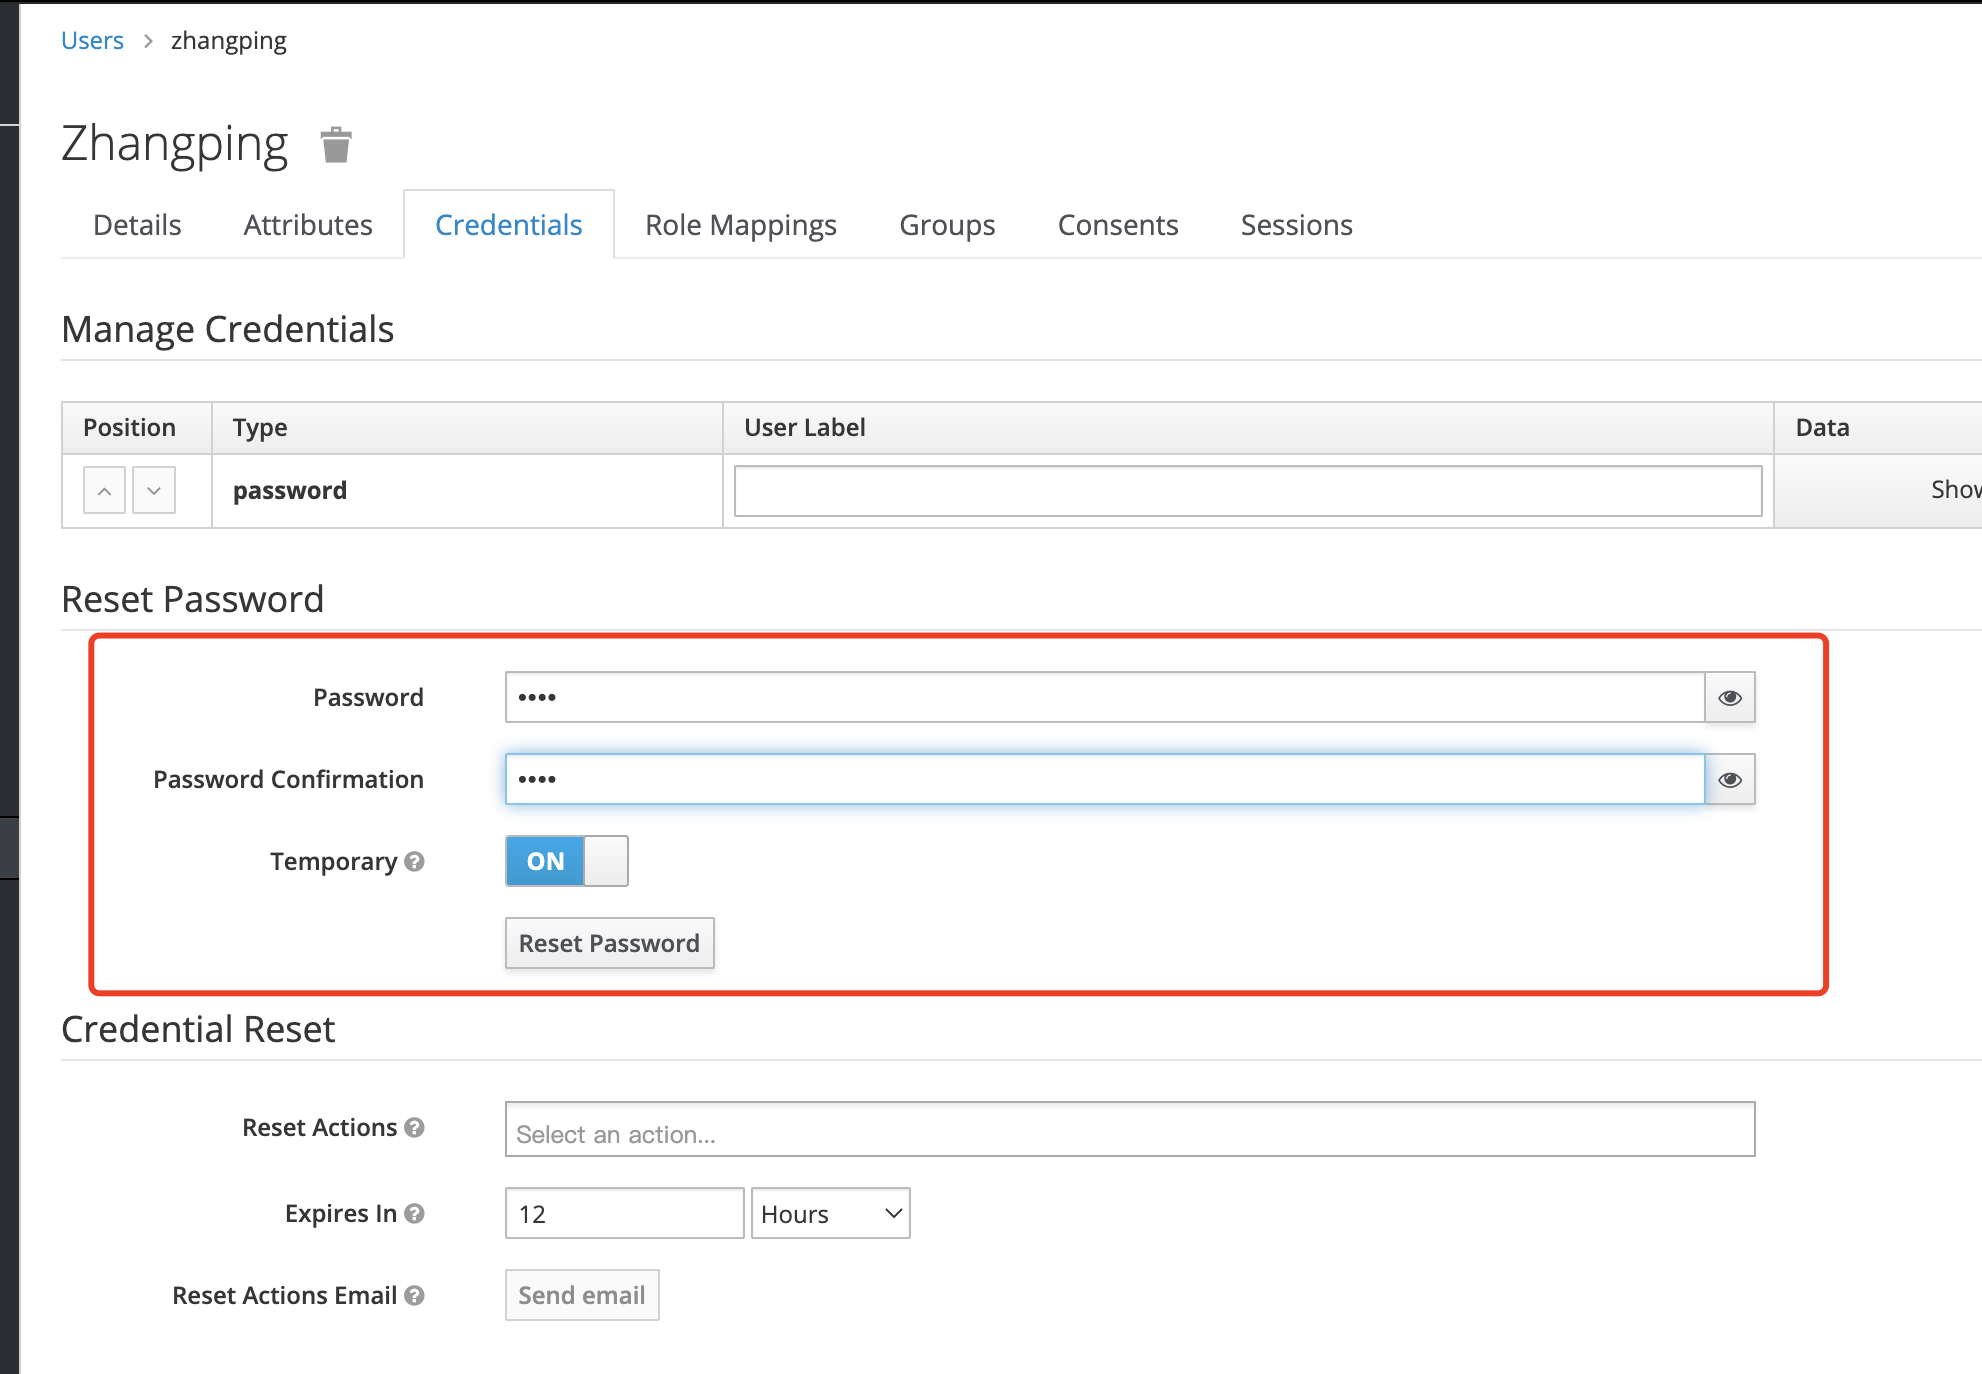 Users > zhangping
Zhangping
Details Attributes Credentials Role Mappings Groups Consents Sessions
Manage Credentials
Position Type User Label Data
password Show
Reset Password
Password ••••
Password Confirmation ••••
Temporary ON
Reset Password
Credential Reset
Reset Actions Select an action...
Expires In 12 Hours
Reset Actions Email Send email